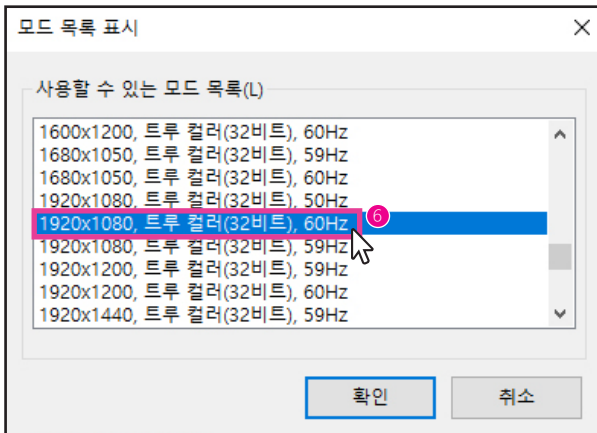 모드 목록 표시
사용할 수 있는 모드 목록(L)
1600x1200, 트루 컬러(32비트), 60Hz
1680x1050, 트루 컬러(32비트), 59Hz
1680x1050, 트루 컬러(32비트), 60Hz
1920x1080, 트루 컬러(32비트), 50Hz
1920x1080, 트루 컬러(32비트), 60Hz 6
1920x1080, 트루 컬러(32비트), 59Hz
1920x1200, 트루 컬러(32비트), 59Hz
1920x1200, 트루 컬러(32비트), 60Hz
1920x1440, 트루 컬러(32비트), 59Hz
확인 취소